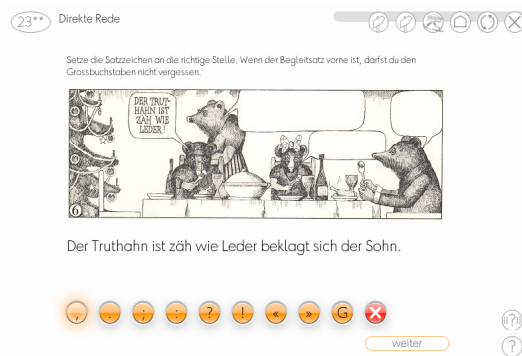 23**
Direkte Rede
Setze die Satzzeichen an die richtige Stelle. Wenn der Begleitsatz vorne ist, darfst du den
Grossbuchstaben nicht vergessen.
DER TRUT-
HAHN IST
ZÄH WIE
LEDER!
6
Der Truthahn ist zäh wie Leder beklagt sich der Sohn.
, . ; : ? ! « » G
weiter
((?))
?